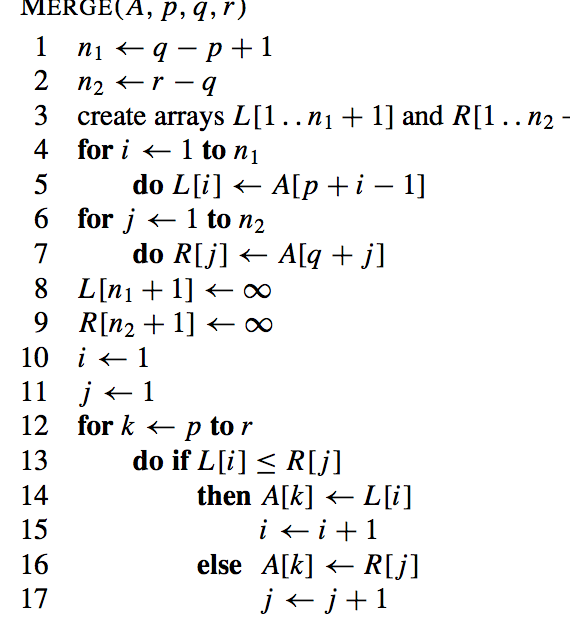 MERGE(A, p, q, r)
1 n₁ ← q − p + 1
2 n₂ ← r − q
3 create arrays L[1 . . n₁ + 1] and R[1 . . n₂
4 for i ← 1 to n₁
5 do L[i] ← A[p + i − 1]
6 for j ← 1 to n₂
7 do R[j] ← A[q + j]
8 L[n₁ + 1] ← ∞
9 R[n₂ + 1] ← ∞
10 i ← 1
11 j ← 1
12 for k ← p to r
13 do if L[i] ≤ R[j]
14 then A[k] ← L[i]
15 i ← i + 1
16 else A[k] ← R[j]
17 j ← j + 1